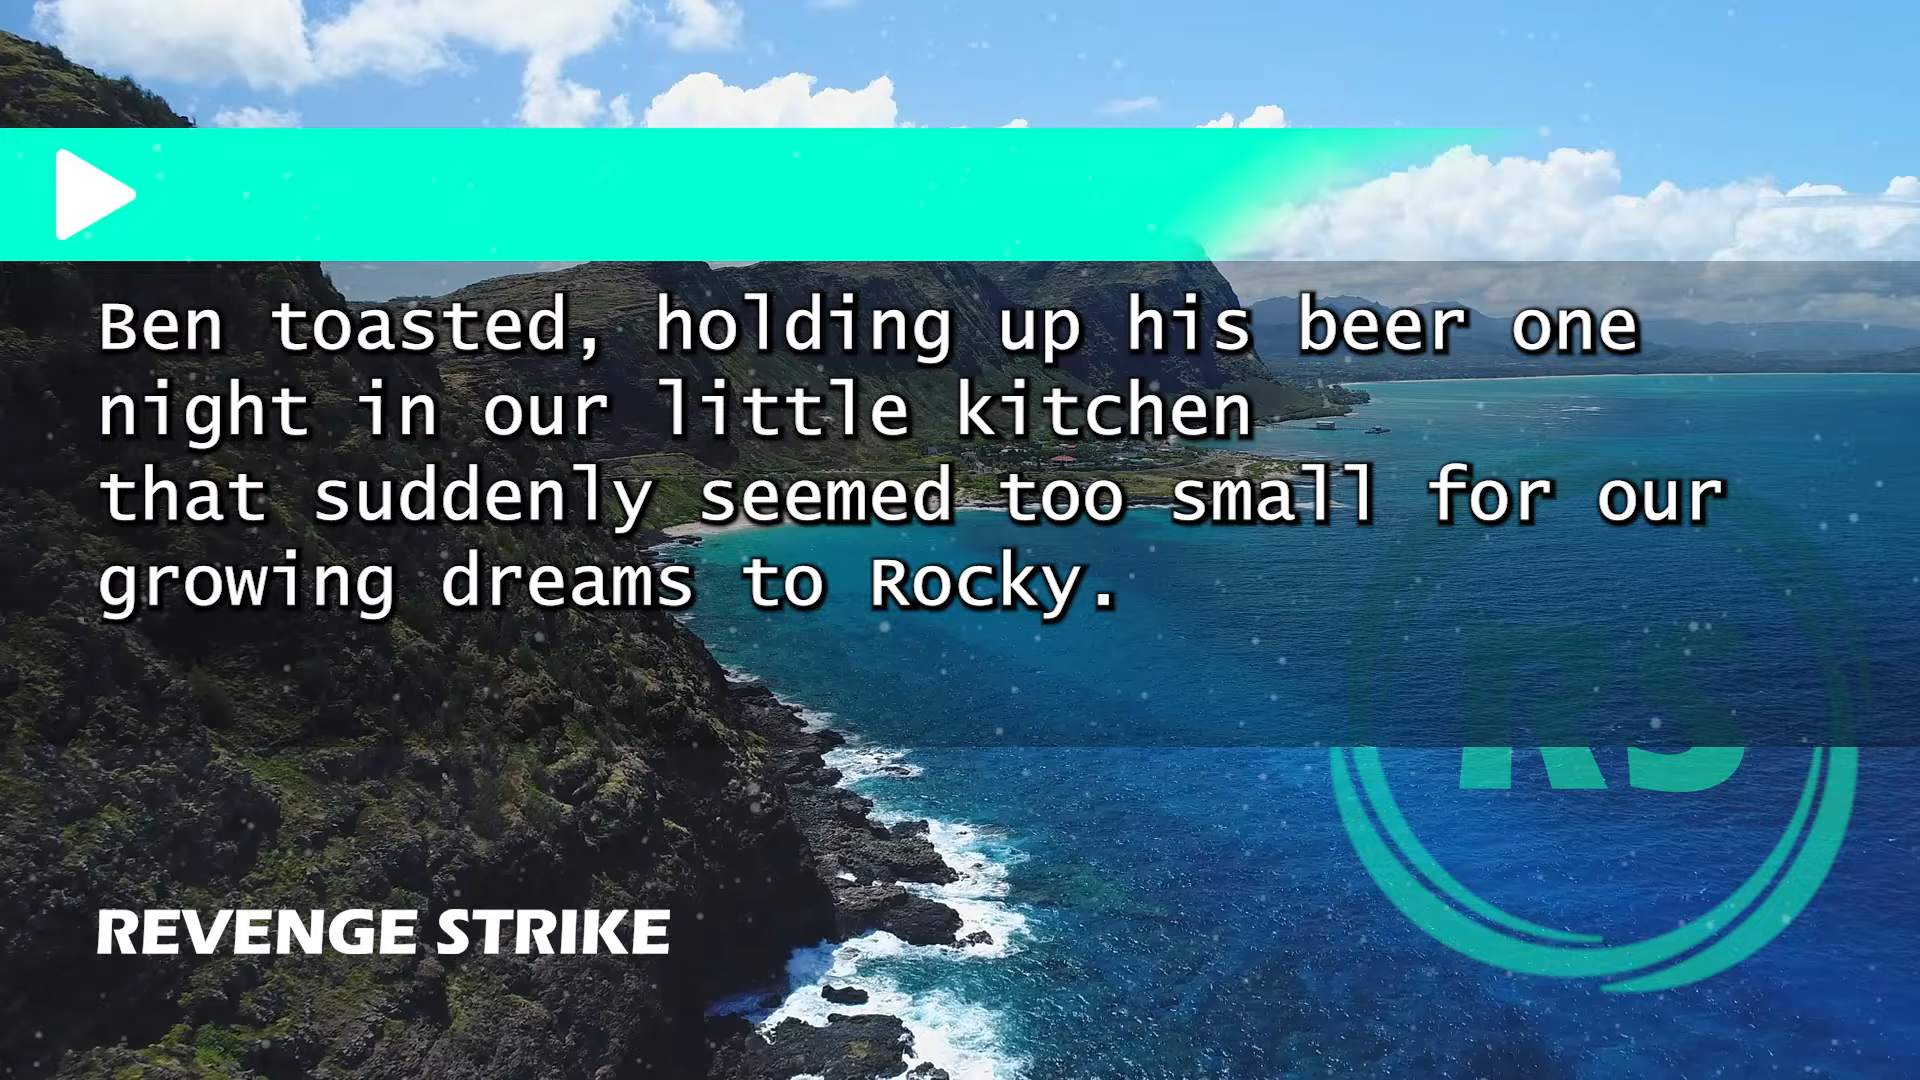 Ben toasted, holding up his beer one
night in our little kitchen
that suddenly seemed too small for our
growing dreams to Rocky.
RS
REVENGE STRIKE